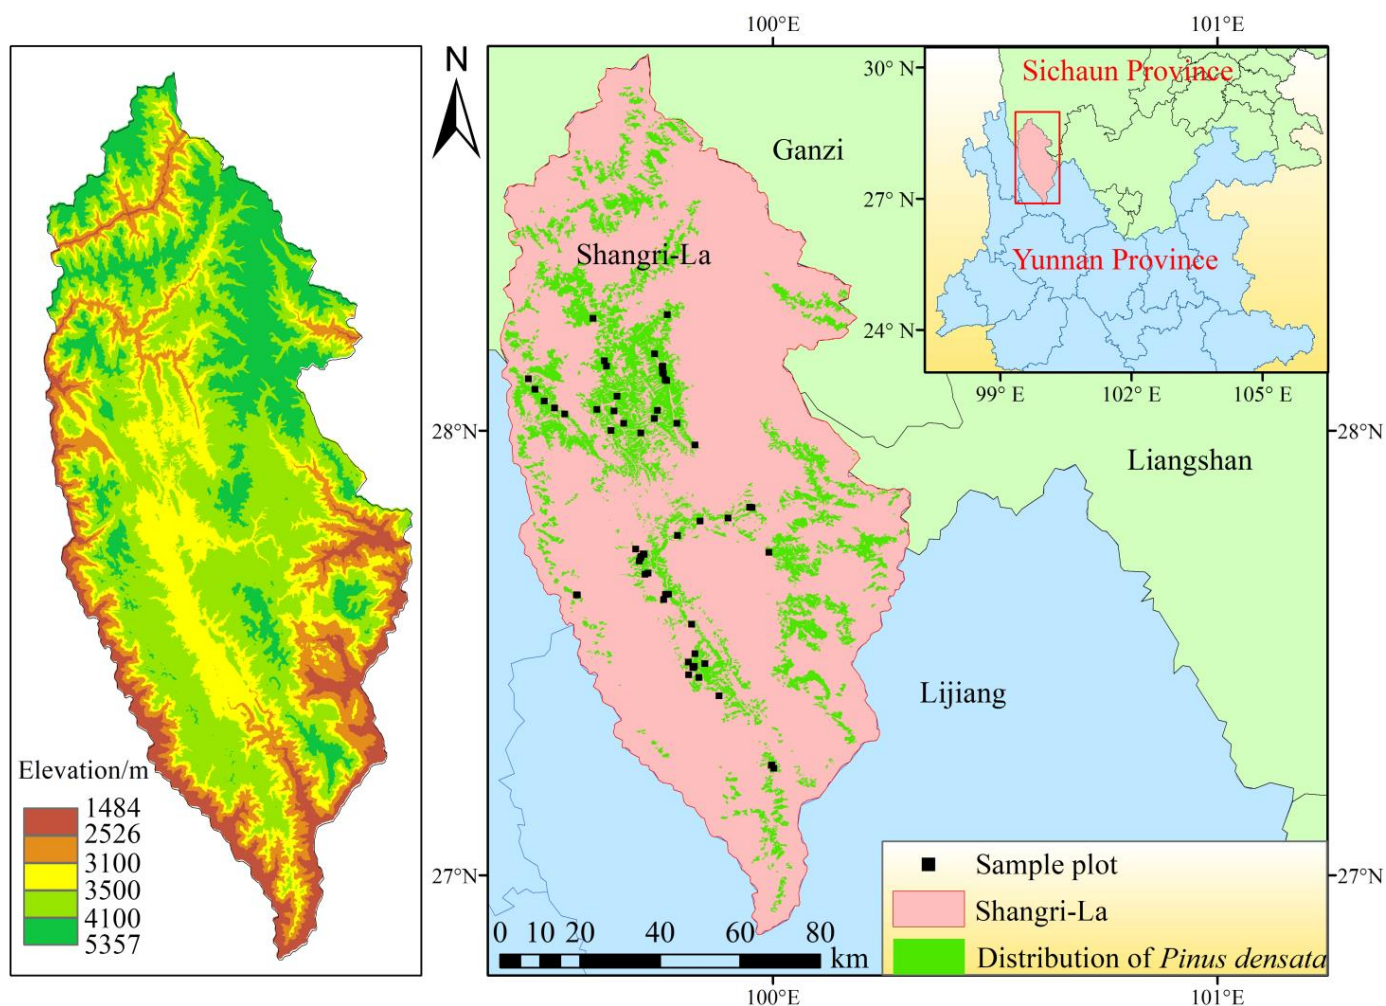 100°E
101°E
N
30° N
Sichaun Province
Ganzi
27° N
Shangri-La
Yunnan Province
24° N
99° E
102° E
105° E
28°N
28°N
Liangshan
Lijiang
Elevation/m
1484
2526
3100
3500
4100
5357
27°N
27°N
Sample plot
Shangri-La
Distribution of Pinus densata
0 10 20 40 60 80
km
100°E
101°E